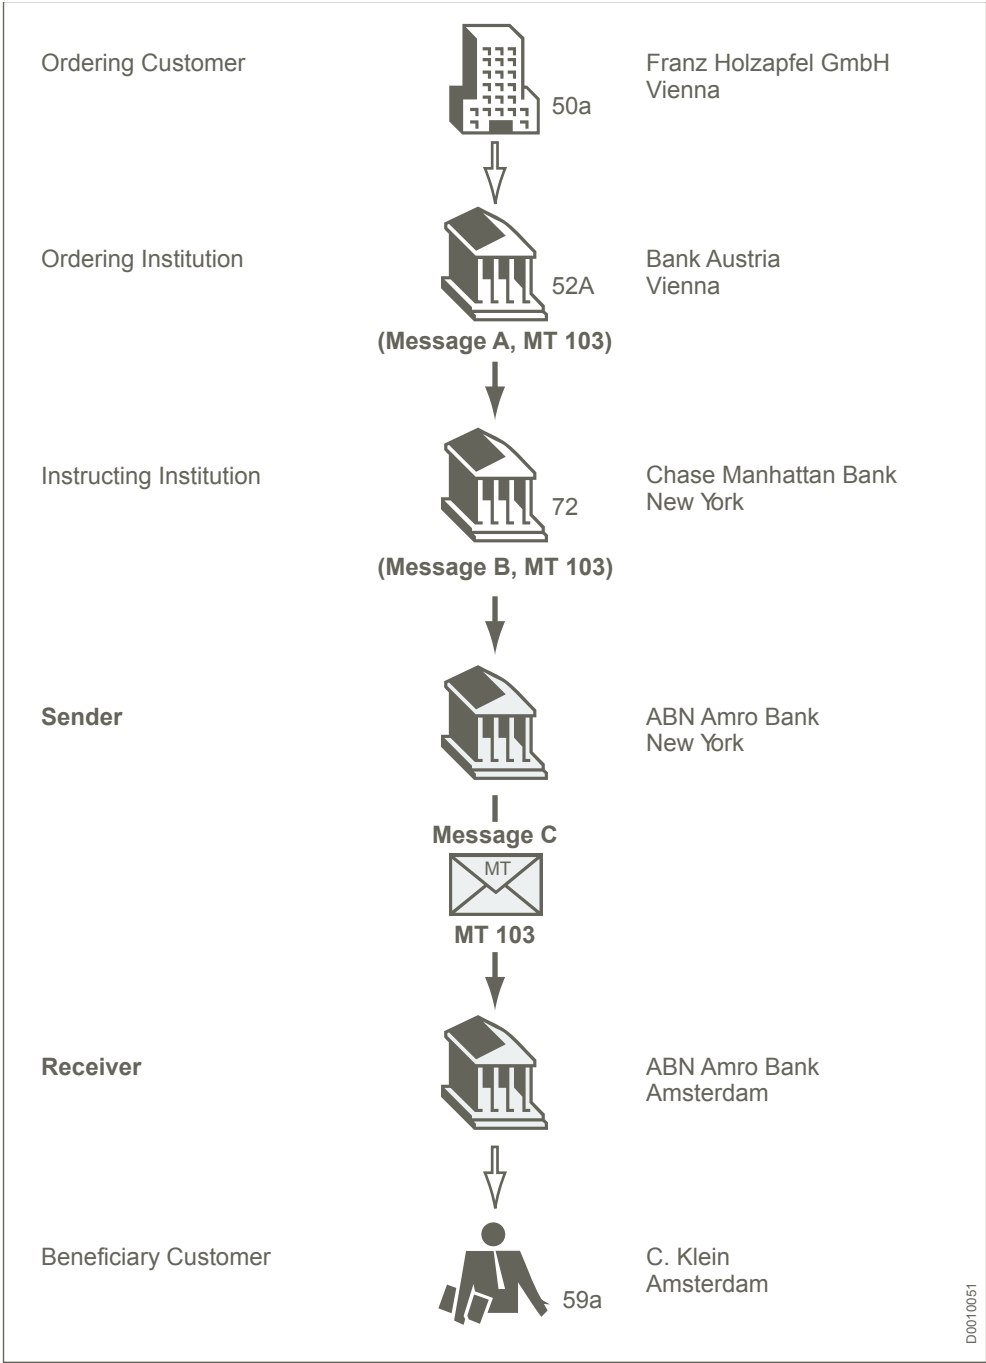 Ordering Customer
50a
Franz Holzapfel GmbH
Vienna
Ordering Institution
52A
Bank Austria
Vienna
(Message A, MT 103)
Instructing Institution
72
Chase Manhattan Bank
New York
(Message B, MT 103)
Sender
ABN Amro Bank
New York
Message C
MT
MT 103
Receiver
ABN Amro Bank
Amsterdam
Beneficiary Customer
59a
C. Klein
Amsterdam
D0010051